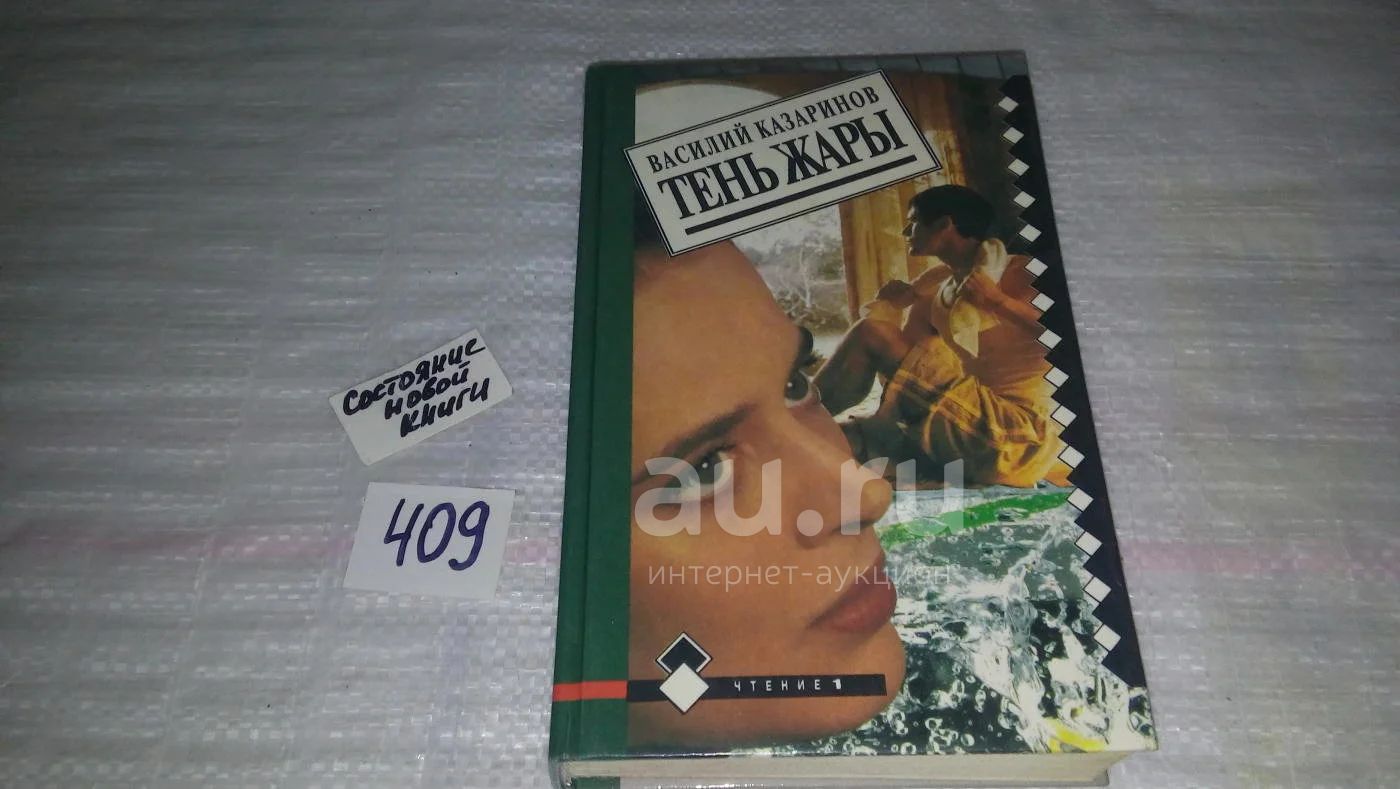 ВАСИЛИЙ КАЗАРИНОВ
ТЕНЬ ЖАРЫ
Состояние
новой
книги
409
au.ru
интернет-аукцион
ЧТЕНИЕ 1